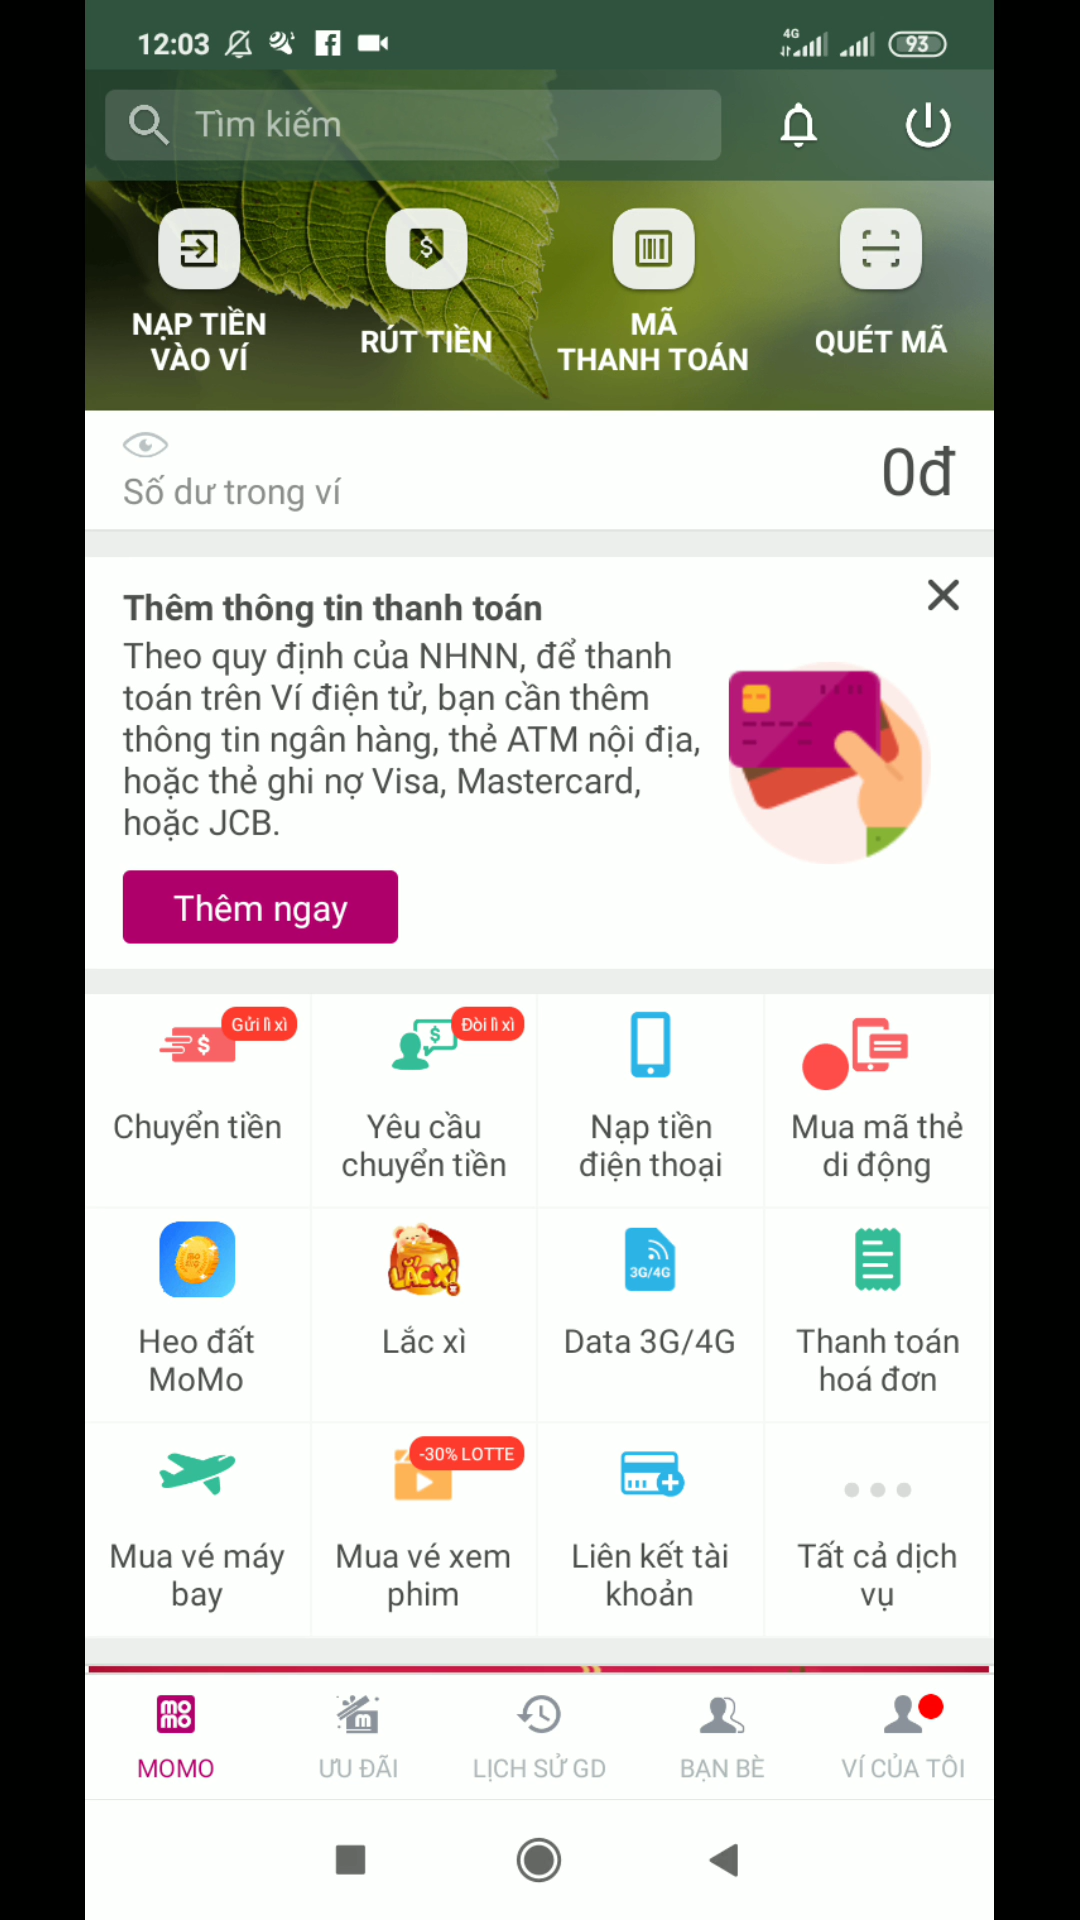 12:03
4G
93
Tìm kiếm
NẠP TIỀN
VÀO VÍ
RÚT TIỀN
MÃ
THANH TOÁN
QUÉT MÃ
Số dư trong ví
0đ
Thêm thông tin thanh toán
Theo quy định của NHNN, để thanh
toán trên Ví điện tử, bạn cần thêm
thông tin ngân hàng, thẻ ATM nội địa,
hoặc thẻ ghi nợ Visa, Mastercard,
hoặc JCB.
Thêm ngay
Gửi lì xì
Đòi lì xì
Chuyển tiền
Yêu cầu
chuyển tiền
Nạp tiền
điện thoại
Mua mã thẻ
di động
LẮC XÌ
3G/4G
Heo đất
MoMo
Lắc xì
Data 3G/4G
Thanh toán
hoá đơn
-30% LOTTE
Mua vé máy
bay
Mua vé xem
phim
Liên kết tài
khoản
Tất cả dịch
vụ
mo
mo
m
MOMO
ƯU ĐÃI
LỊCH SỬ GD
BẠN BÈ
VÍ CỦA TÔI